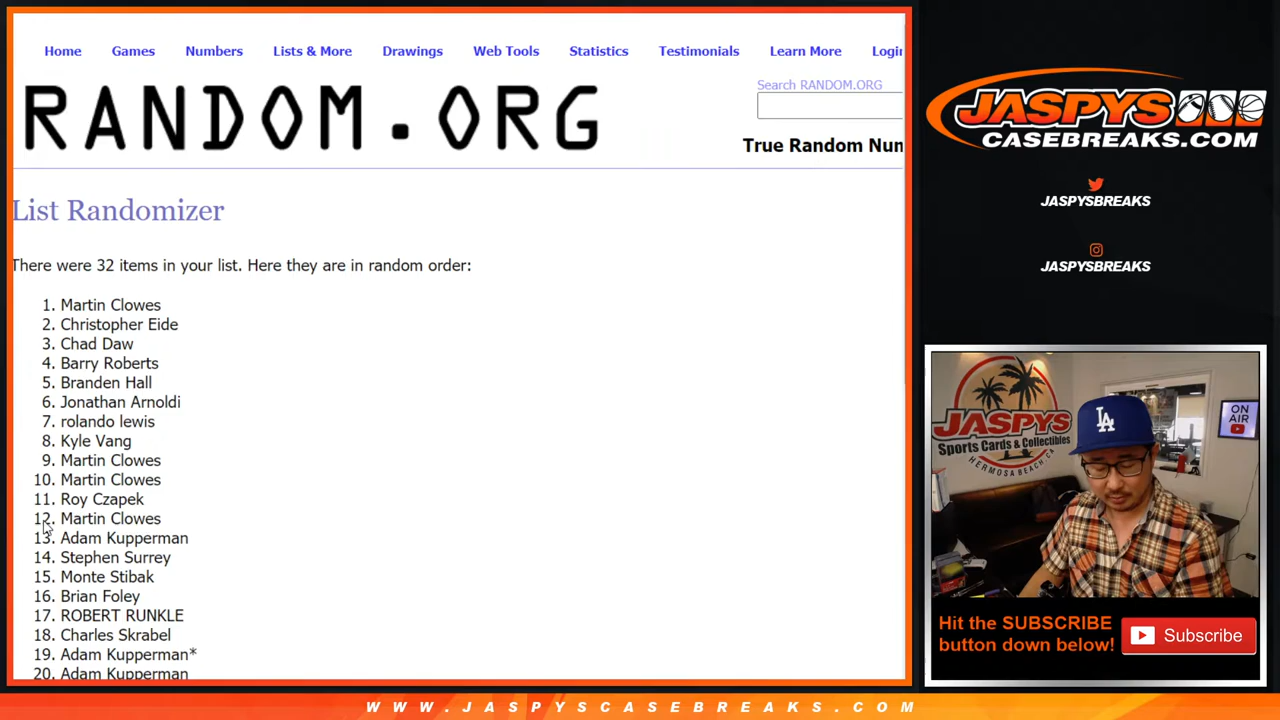 Home Games Numbers Lists & More Drawings Web Tools Statistics Testimonials Learn More Login
RANDOM.ORG
Search RANDOM.ORG
True Random Num
List Randomizer
There were 32 items in your list. Here they are in random order:
1. Martin Clowes
2. Christopher Eide
3. Chad Daw
4. Barry Roberts
5. Branden Hall
6. Jonathan Arnoldi
7. rolando lewis
8. Kyle Vang
9. Martin Clowes
10. Martin Clowes
11. Roy Czapek
12. Martin Clowes
13. Adam Kupperman
14. Stephen Surrey
15. Monte Stibak
16. Brian Foley
17. ROBERT RUNKLE
18. Charles Skrabel
19. Adam Kupperman*
20. Adam Kupperman
JASPYS
CASEBREAKS.COM
JASPYSBREAKS
JASPYSBREAKS
JASPYS
Sports Cards & Collectibles
HERMOSA BEACH, CA
LA
ON
AIR
Hit the SUBSCRIBE
button down below!
Subscribe
WWW.JASPYSCASEBREAKS.COM